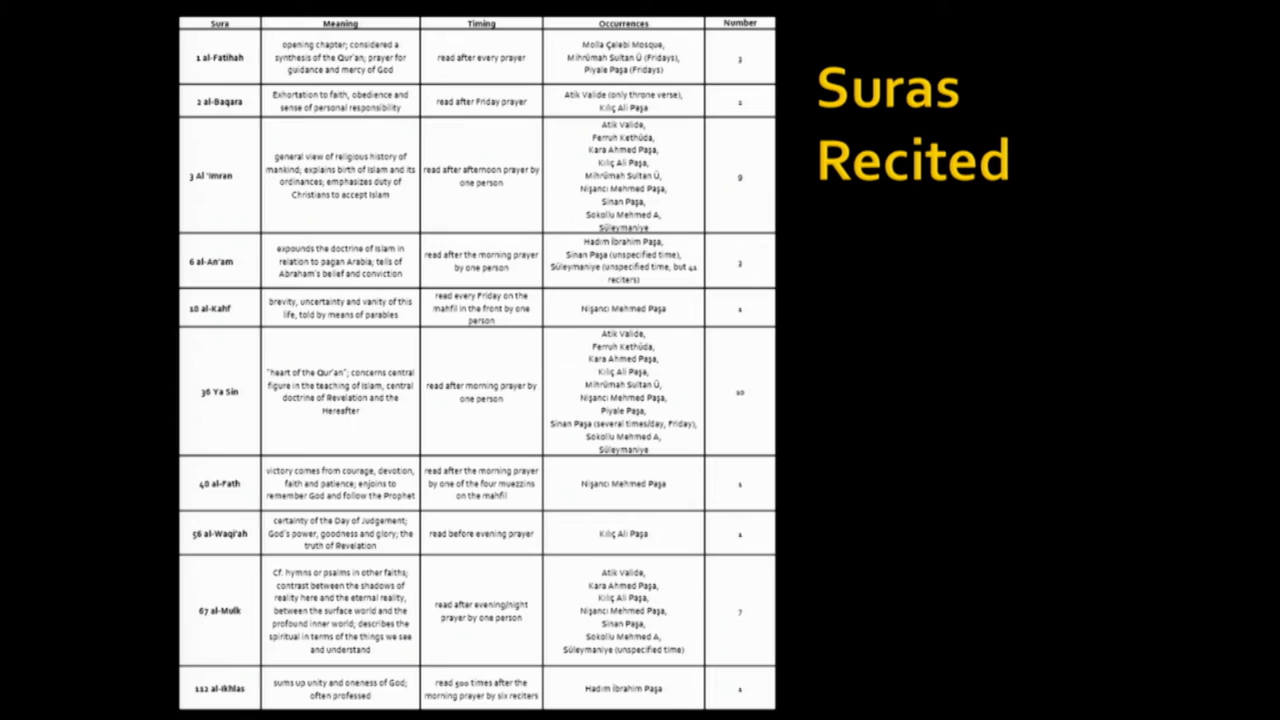 Suras
Recited
Sura Meaning Timing Occurrences Number
1 al-Fatihah
opening chapter; considered a
synthesis of the Qur'an; prayer for
guidance and mercy of God
read after every prayer
Molla Çelebi Mosque,
Mihrümah Sultan Ü (Fridays),
Piyale Paşa (Fridays)
3
2 al-Baqara
Exhortation to faith, obedience and
sense of personal responsibility
read after Friday prayer
Atik Valide (only throne verse),
Kılıç Ali Paşa
2
3 Al 'Imran
general view of religious history of
mankind; explains birth of Islam and its
ordinances; emphasizes duty of
Christians to accept Islam
read after afternoon prayer by
one person
Atik Valide,
Ferruh Kethüda,
Kara Ahmed Paşa,
Kılıç Ali Paşa,
Mihrümah Sultan Ü,
Nişancı Mehmed Paşa,
Sinan Paşa,
Sokollu Mehmed A,
Süleymaniye
9
6 al-An'am
expounds the doctrine of Islam in
relation to pagan Arabia; tells of
Abraham's belief and conviction
read after the morning prayer
by one person
Hadım İbrahim Paşa,
Sinan Paşa (unspecified time),
Süleymaniye (unspecified time, but 41
reciters)
3
18 al-Kahf
brevity, uncertainty and vanity of this
life, told by means of parables
read every Friday on the
mahfil in the front by one
person
Nişancı Mehmed Paşa
1
36 Ya Sin
"heart of the Qur'an"; concerns central
figure in the teaching of Islam, central
doctrine of Revelation and the
Hereafter
read after morning prayer by
one person
Atik Valide,
Ferruh Kethüda,
Kara Ahmed Paşa,
Kılıç Ali Paşa,
Mihrümah Sultan Ü,
Nişancı Mehmed Paşa,
Piyale Paşa,
Sinan Paşa (several times/day, Friday),
Sokollu Mehmed A,
Süleymaniye
10
48 al-Fath
victory comes from courage, devotion,
faith and patience; enjoins to
remember God and follow the Prophet
read after the morning prayer
by one of the four muezzins
on the mahfil
Nişancı Mehmed Paşa
1
56 al-Waqi'ah
certainty of the Day of Judgement;
God's power, goodness and glory; the
truth of Revelation
read before evening prayer
Kılıç Ali Paşa
1
67 al-Mulk
Cf. hymns or psalms in other faiths;
contrast between the shadows of
reality here and the eternal reality,
between the surface world and the
profound inner world; describes the
spiritual in terms of the things we see
and understand
read after evening/night
prayer by one person
Atik Valide,
Kara Ahmed Paşa,
Kılıç Ali Paşa,
Nişancı Mehmed Paşa,
Sinan Paşa,
Sokollu Mehmed A,
Süleymaniye (unspecified time)
7
112 al-Ikhlas
sums up unity and oneness of God;
often professed
read 500 times after the
morning prayer by six reciters
Hadım İbrahim Paşa
1